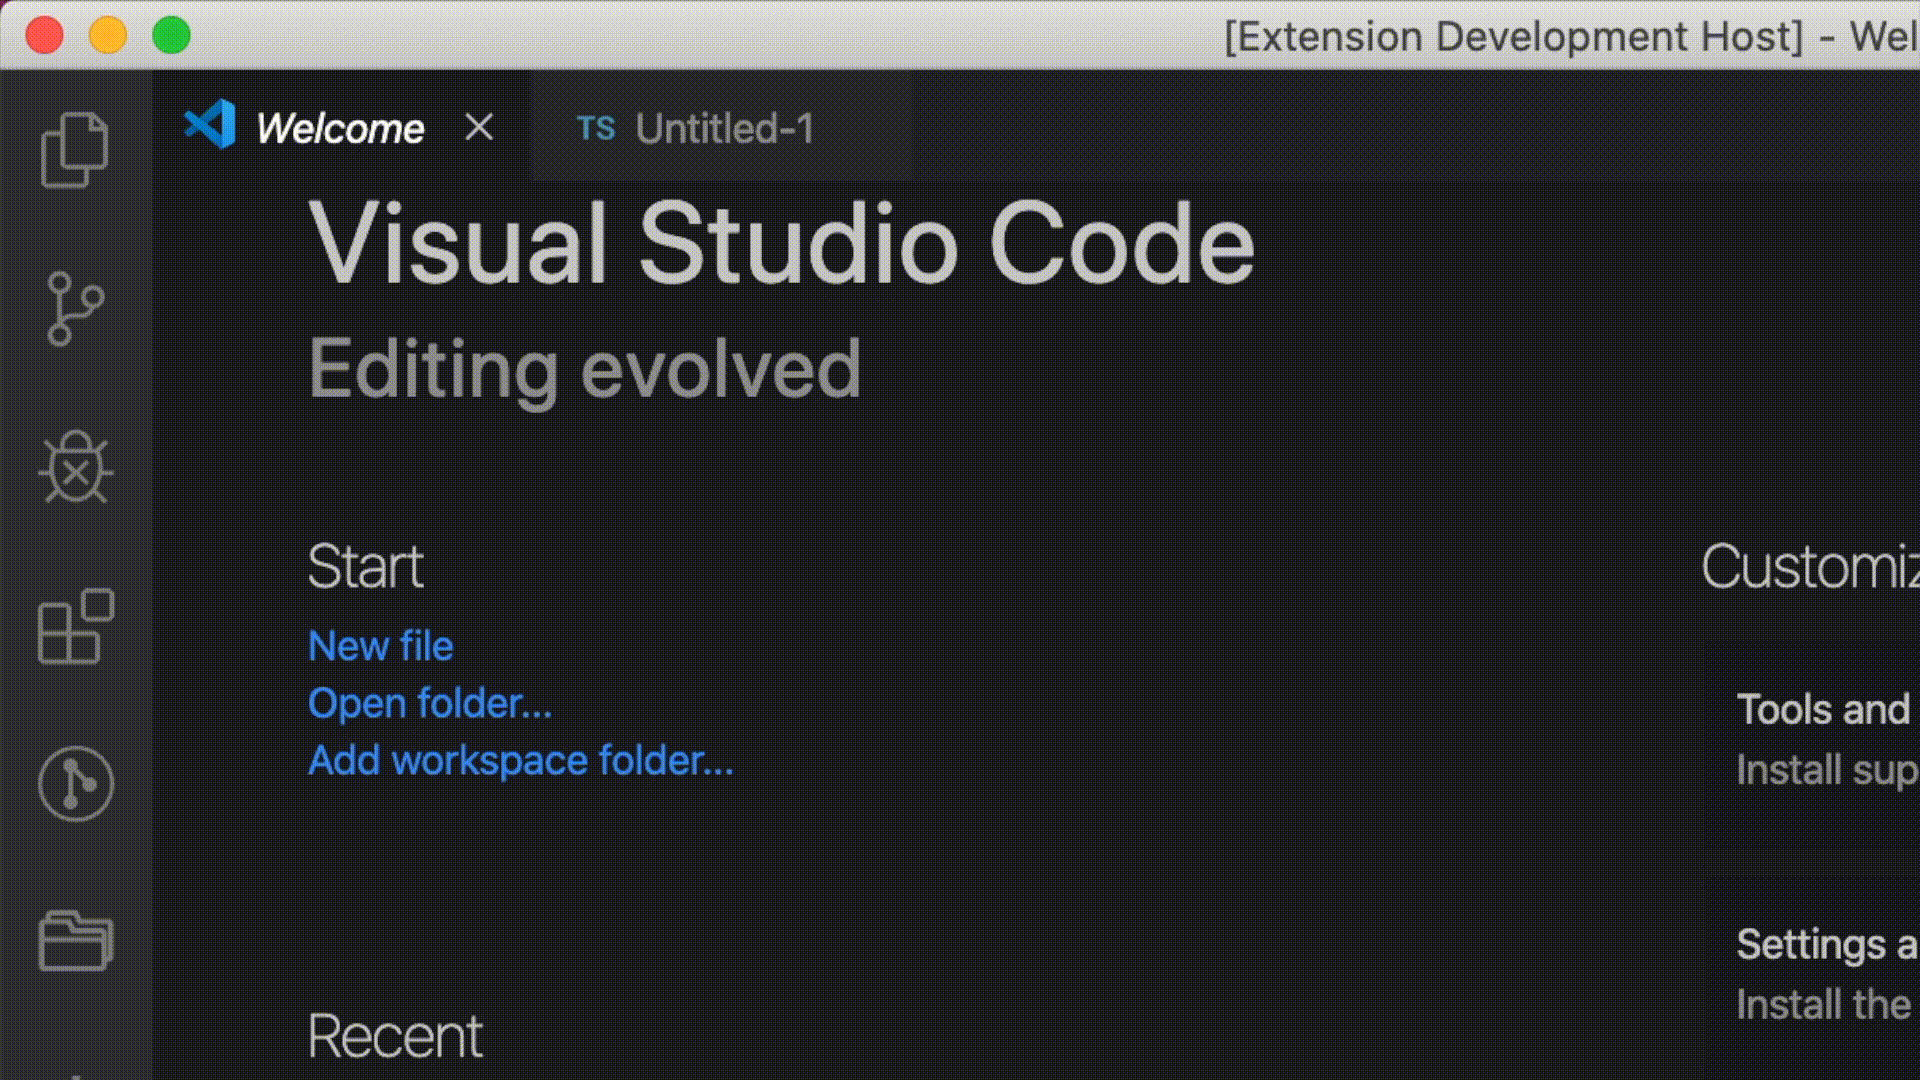 [Extension Development Host] - Wel
Welcome
TS Untitled-1
Visual Studio Code
Editing evolved
Start
New file
Open folder...
Add workspace folder...
Recent
Customiz
Tools and
Install sup
Settings a
Install the